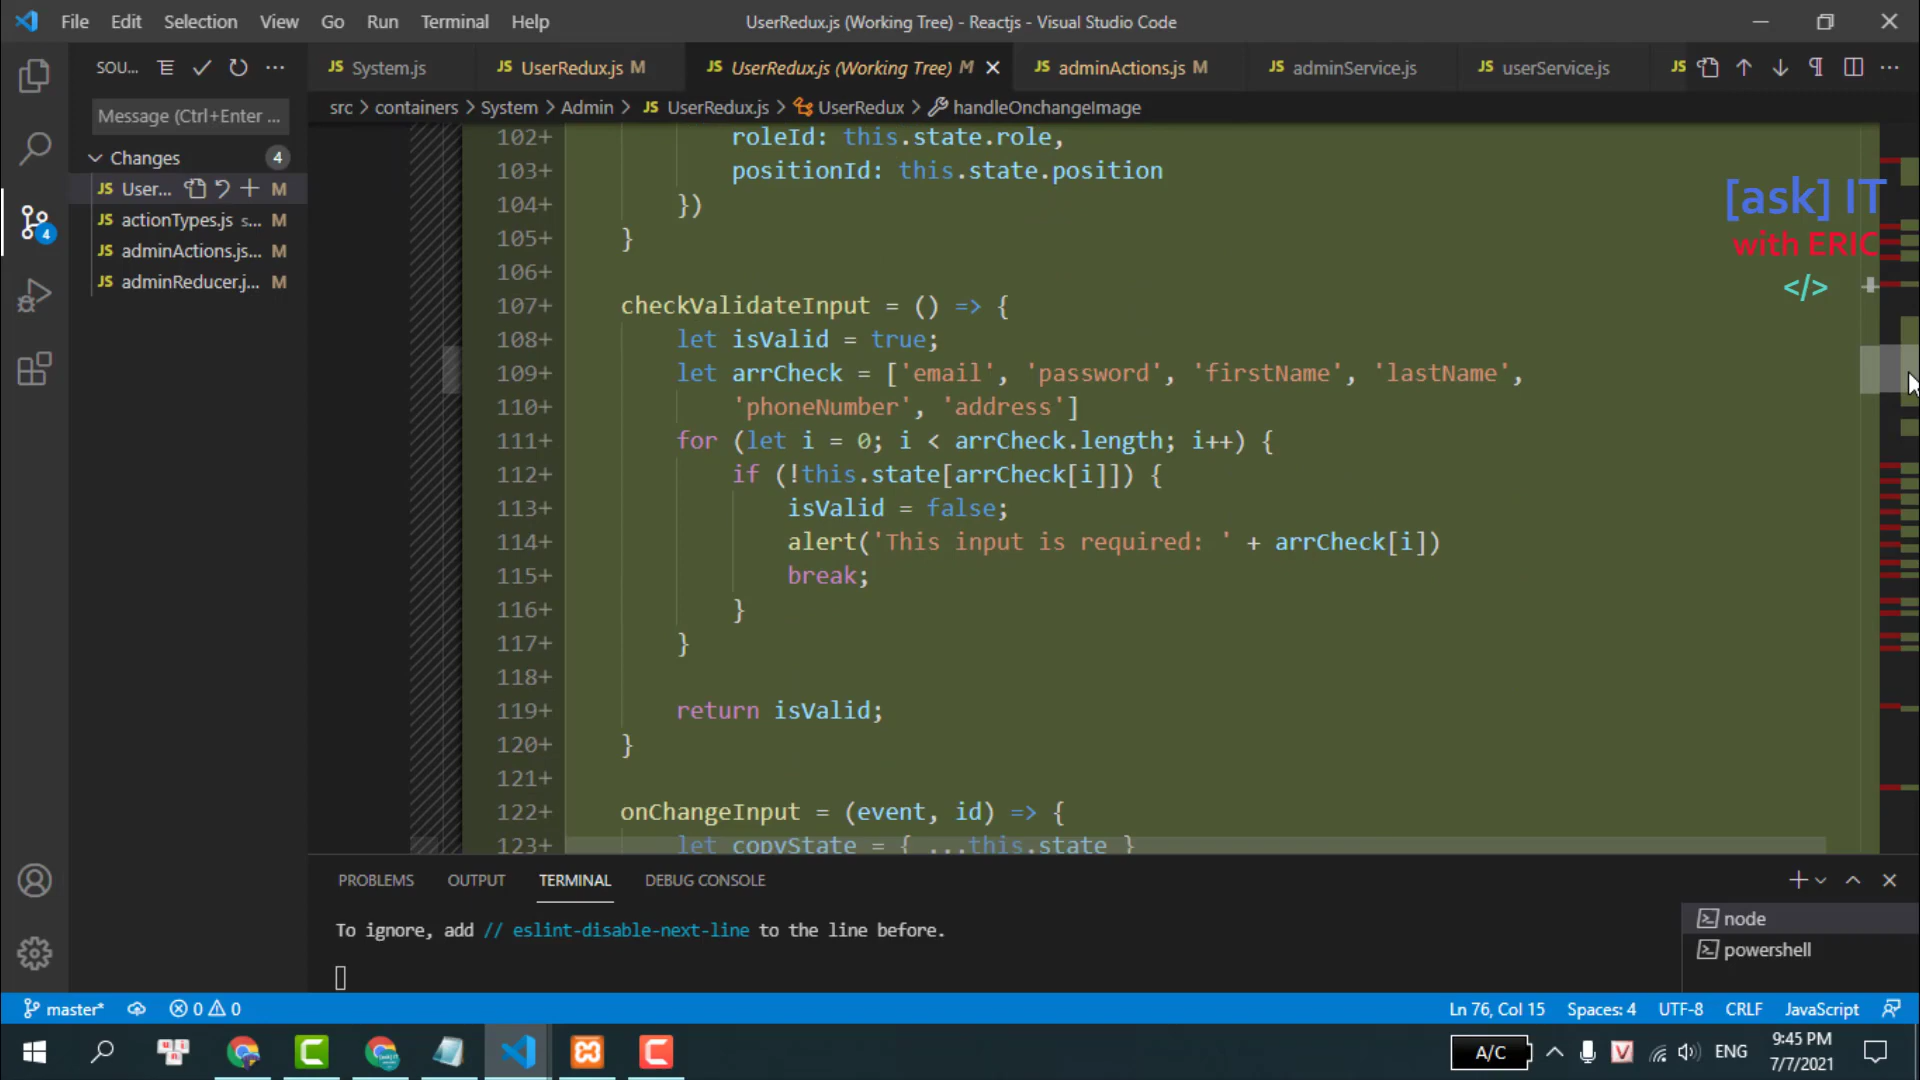 File Edit Selection View Go Run Terminal Help UserRedux.js (Working Tree) - Reactjs - Visual Studio Code
SOU... System.js UserRedux.js M UserRedux.js (Working Tree) M adminActions.js M adminService.js userService.js JS
Message (Ctrl+Enter ... src > containers > System > Admin > JS UserRedux.js > UserRedux > handleOnchangeImage
Changes 4
JS User... M
JS actionTypes.js s... M
JS adminActions.js... M
JS adminReducer.j... M
4
102+ roleId: this.state.role,
103+ positionId: this.state.position
104+ })
105+ }
106+
107+ checkValidateInput = () => {
108+ let isValid = true;
109+ let arrCheck = ['email', 'password', 'firstName', 'lastName',
110+ 'phoneNumber', 'address']
111+ for (let i = 0; i < arrCheck.length; i++) {
112+ if (!this.state[arrCheck[i]]) {
113+ isValid = false;
114+ alert('This input is required: ' + arrCheck[i])
115+ break;
116+ }
117+ }
118+
119+ return isValid;
120+ }
121+
122+ onChangeInput = (event, id) => {
123+ let copyState = { ...this.state }
[ask] IT
with ERIC
</>
PROBLEMS OUTPUT TERMINAL DEBUG CONSOLE
To ignore, add // eslint-disable-next-line to the line before.
node
powershell
master* 0 0 Ln 76, Col 15 Spaces: 4 UTF-8 CRLF JavaScript
A/C ENG 9:45 PM
7/7/2021